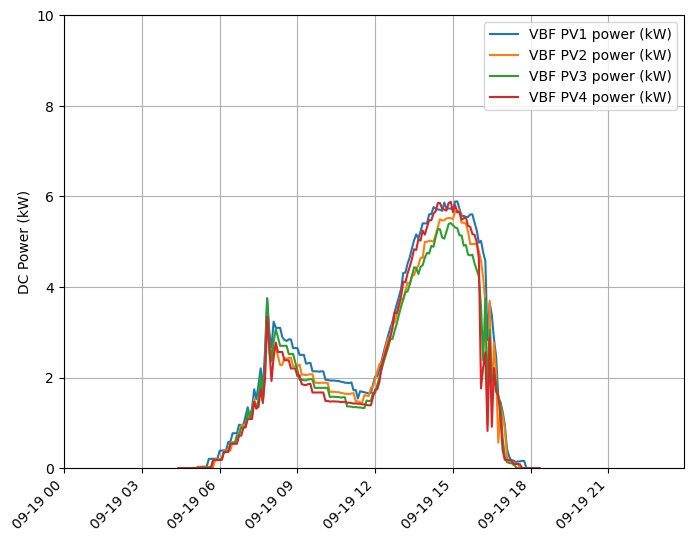 10
8
6
4
2
0
DC Power (kW)
VBF PV1 power (kW)
VBF PV2 power (kW)
VBF PV3 power (kW)
VBF PV4 power (kW)
09-19 00
09-19 03
09-19 06
09-19 09
09-19 12
09-19 15
09-19 18
09-19 21